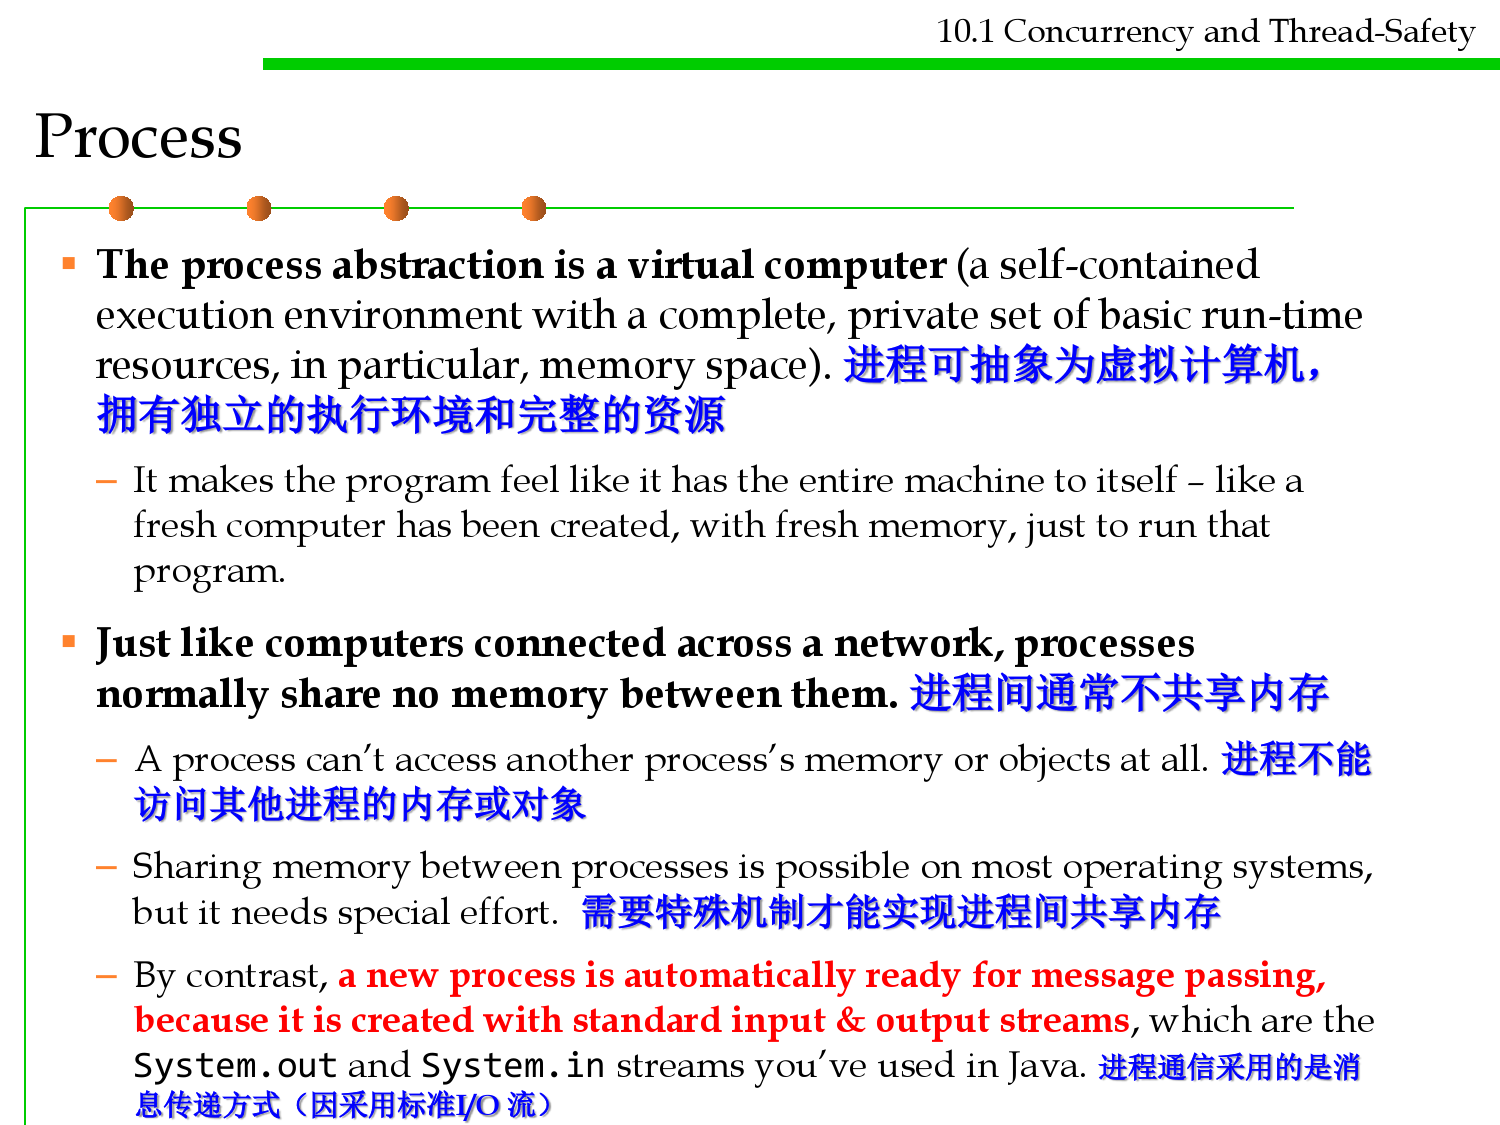 10.1 Concurrency and Thread-Safety
Process
▪ The process abstraction is a virtual computer (a self-contained
execution environment with a complete, private set of basic run-time
resources, in particular, memory space). 进程可抽象为虚拟计算机，
拥有独立的执行环境和完整的资源
– It makes the program feel like it has the entire machine to itself – like a
fresh computer has been created, with fresh memory, just to run that
program.
▪ Just like computers connected across a network, processes
normally share no memory between them. 进程间通常不共享内存
– A process can’t access another process’s memory or objects at all. 进程不能
访问其他进程的内存或对象
– Sharing memory between processes is possible on most operating systems,
but it needs special effort. 需要特殊机制才能实现进程间共享内存
– By contrast, a new process is automatically ready for message passing,
because it is created with standard input & output streams, which are the
System.out and System.in streams you’ve used in Java. 进程通信采用的是消
息传递方式（因采用标准I/O 流）